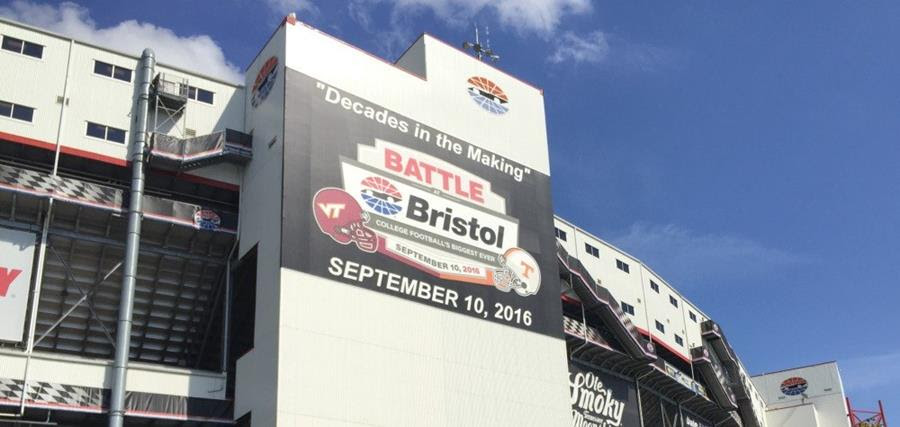 "Decades in the Making"
BATTLE
AT
Bristol
COLLEGE FOOTBALL'S BIGGEST EVER
SEPTEMBER 10, 2016
VT
T
SEPTEMBER 10, 2016
Y
Ole
Smoky